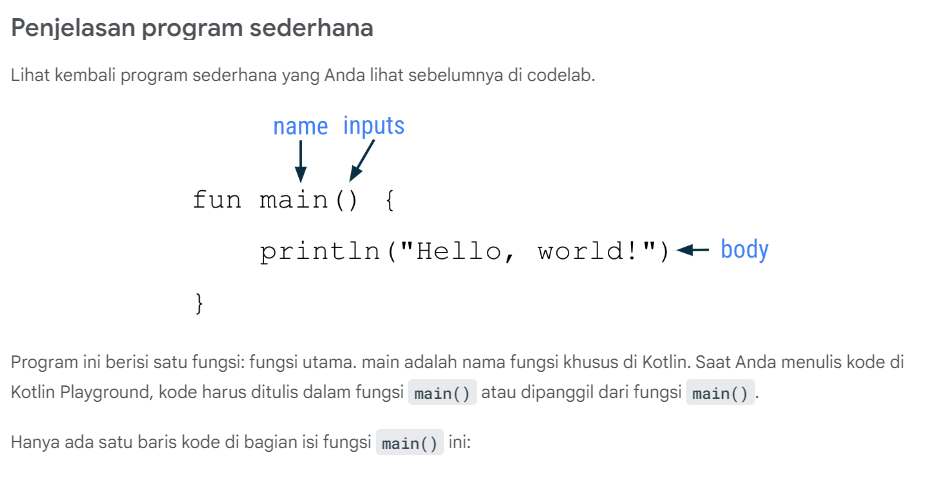 Penjelasan program sederhana
Lihat kembali program sederhana yang Anda lihat sebelumnya di codelab.
name inputs
fun main() {
println("Hello, world!") body
}
Program ini berisi satu fungsi: fungsi utama. main adalah nama fungsi khusus di Kotlin. Saat Anda menulis kode di
Kotlin Playground, kode harus ditulis dalam fungsi main() atau dipanggil dari fungsi main().
Hanya ada satu baris kode di bagian isi fungsi main() ini: